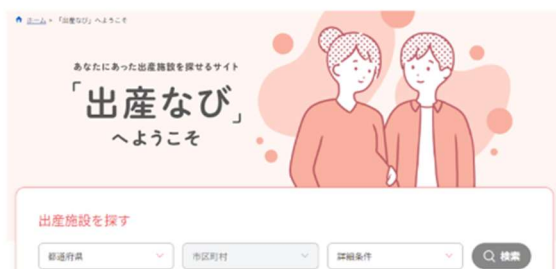 ホーム > 「出産なび」へようこそ
あなたにあった出産施設を探せるサイト
「出産なび」
へようこそ
出産施設を探す
都道府県 市区町村 詳細条件 検索